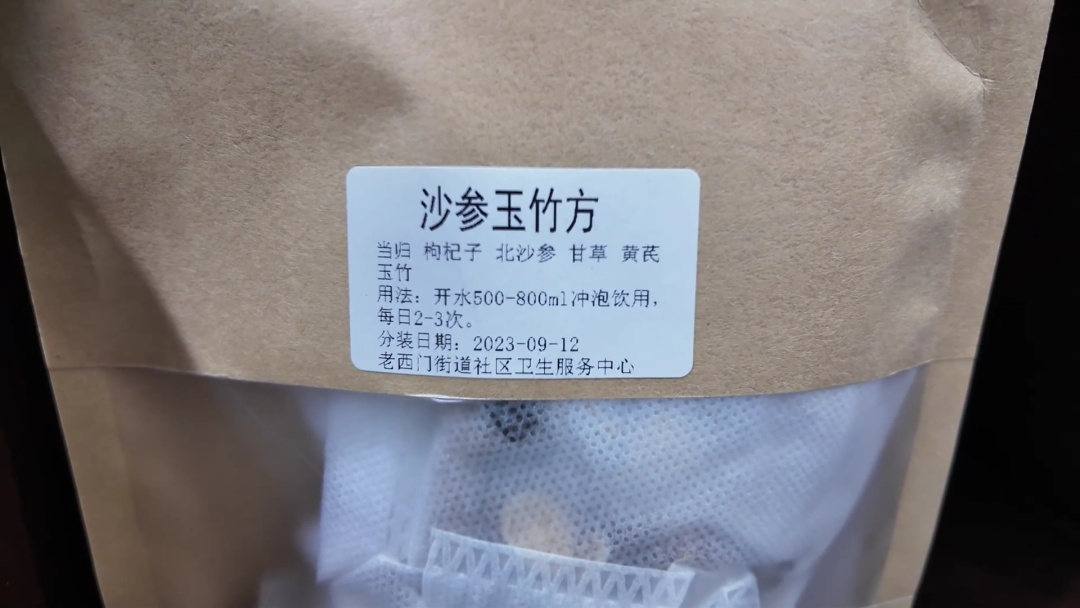 沙参玉竹方
当归 枸杞子 北沙参 甘草 黄芪
玉竹
用法：开水500-800ml冲泡饮用，
每日2-3次。
分装日期：2023-09-12
老西门街道社区卫生服务中心